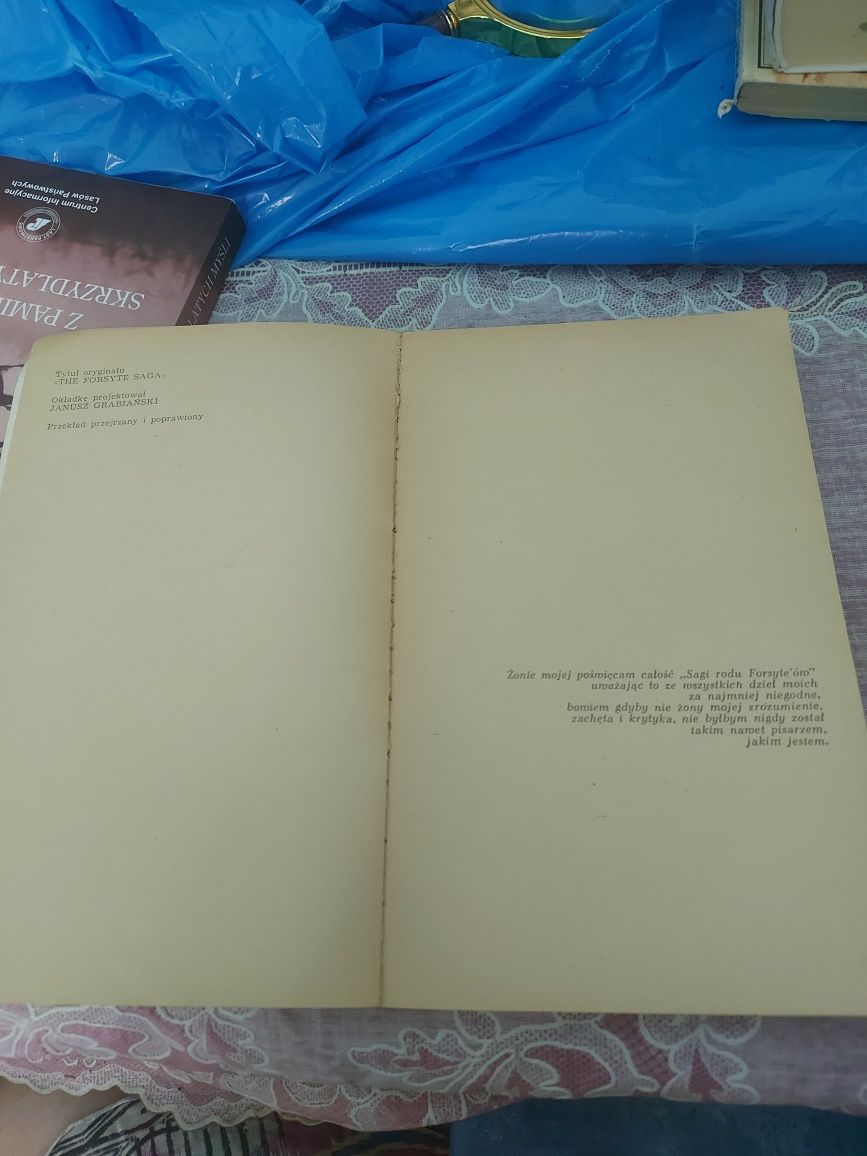 Centrum Informacyjne
Lasów Państwowych
Z PAMI
SKRZYDLATY
LATYCH MYŚLI
Tytuł oryginału
«THE FORSYTE SAGA»
Okładkę projektował
JANUSZ GRABIAŃSKI
Przekład przejrzany i poprawiony
Żonie mojej poświęcam całość „Sagi rodu Forsyte'ów”
uważając to ze wszystkich dzieł moich
za najmniej niegodne,
bowiem gdyby nie żony mojej zrozumienie,
zachęta i krytyka, nie byłbym nigdy został
takim nawet pisarzem,
jakim jestem.